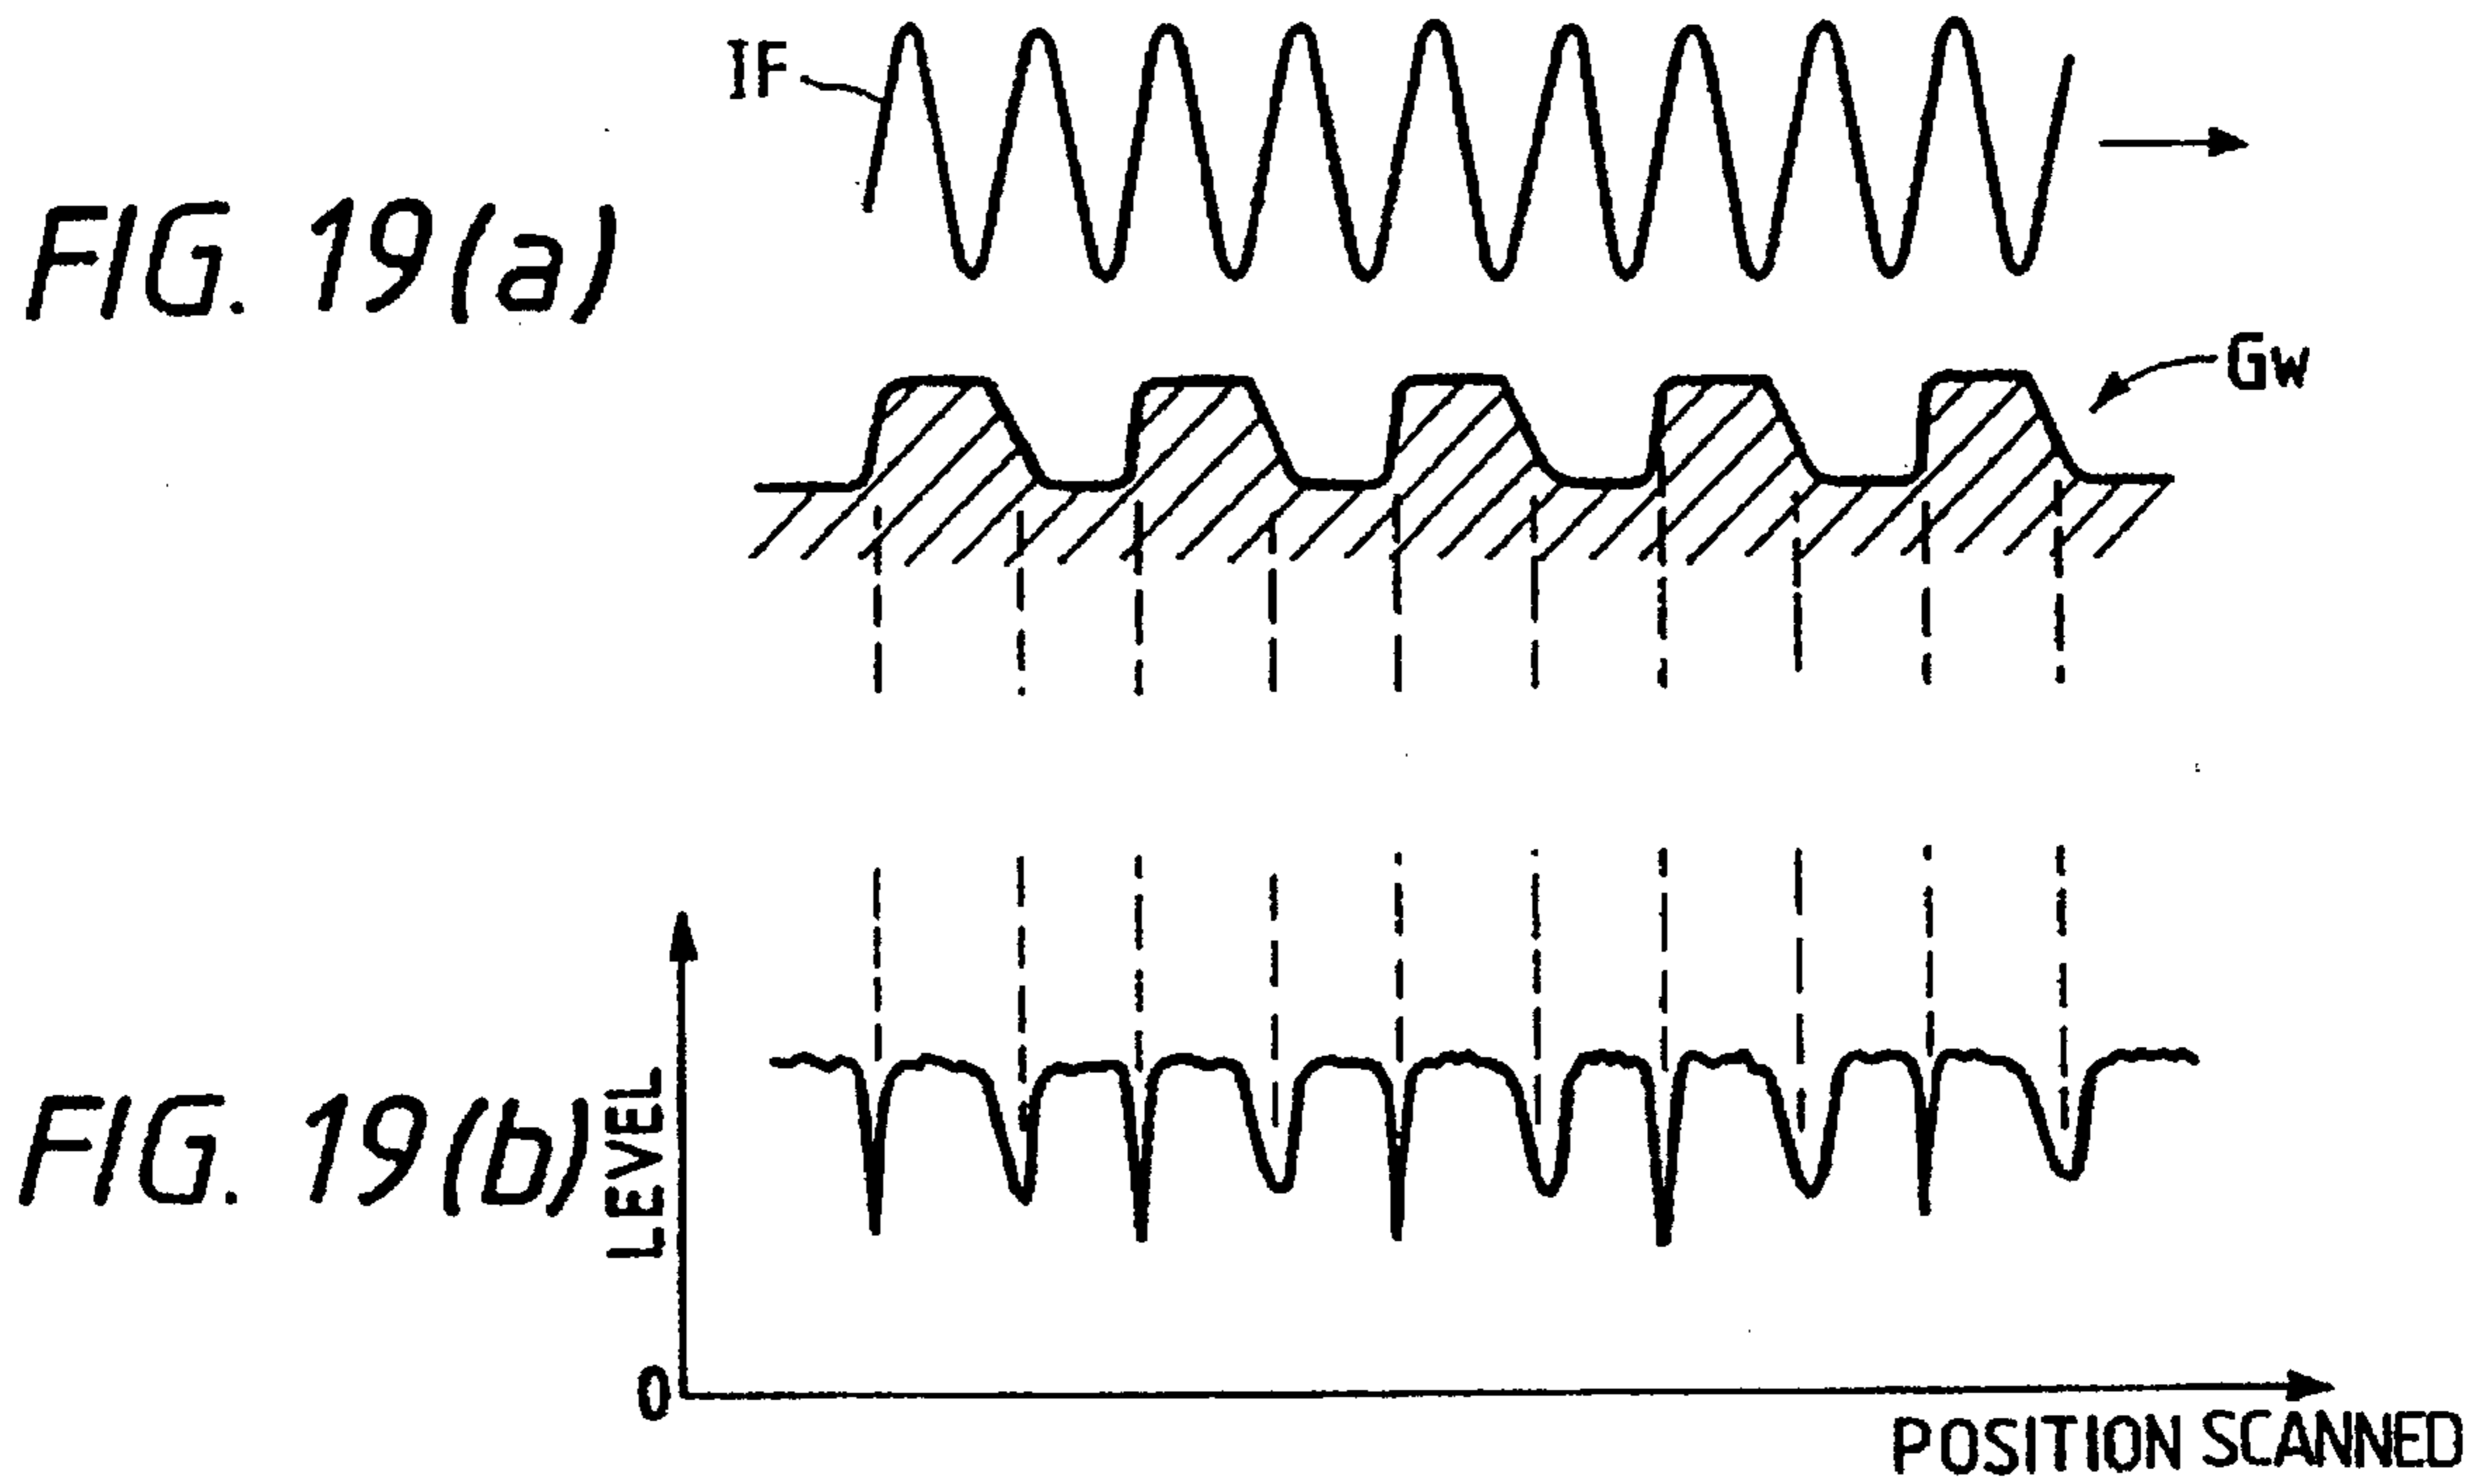 IF
FIG. 19(a)
Gw
FIG. 19(b)
LEVEL
0
POSITION SCANNED